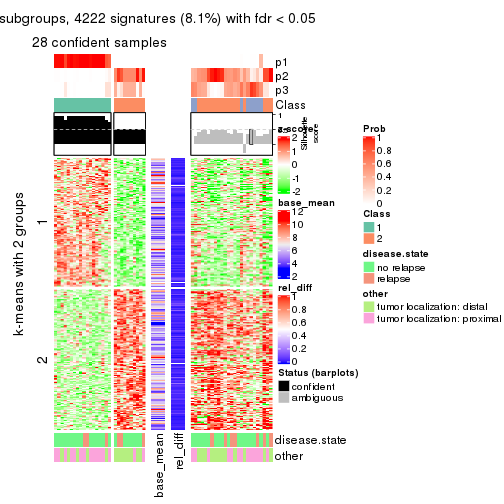 subgroups, 4222 signatures (8.1%) with fdr < 0.05
28 confident samples
p1
p2
p3
Class
1
0
Silhouette
score
z-score
2
1
0
-1
-2
base_mean
12
10
8
6
4
2
rel_diff
1
0.8
0.6
0.4
0.2
0
Status (barplots)
confident
ambiguous
Prob
1
0.8
0.6
0.4
0.2
0
Class
1
2
disease.state
no relapse
relapse
other
tumor localization: distal
tumor localization: proximal
k-means with 2 groups
1
2
disease.state
other
base_mean
rel_diff